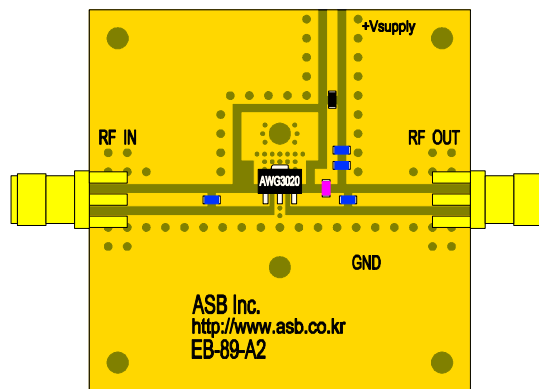 +Vsupply
RF IN
RF OUT
AWG3020
GND
ASB Inc.
http://www.asb.co.kr
EB-89-A2